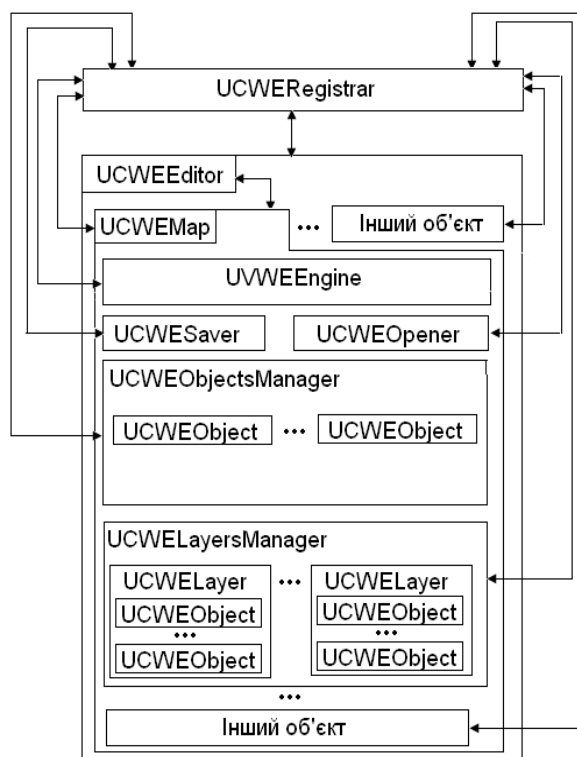 UCWERegistrar
UCWEEditor
UCWEMap
... Інший об'єкт
UVWEEngine
UCWESaver
UCWEOpener
UCWEObjectsManager
UCWEObject ... UCWEObject
UCWELayersManager
UCWELayer ... UCWELayer
UCWEObject UCWEObject
... ...
UCWEObject UCWEObject
...
Інший об'єкт